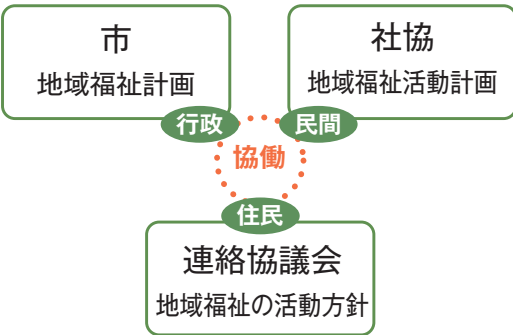 市
地域福祉計画
行政
社協
地域福祉活動計画
民間
協働
住民
連絡協議会
地域福祉の活動方針